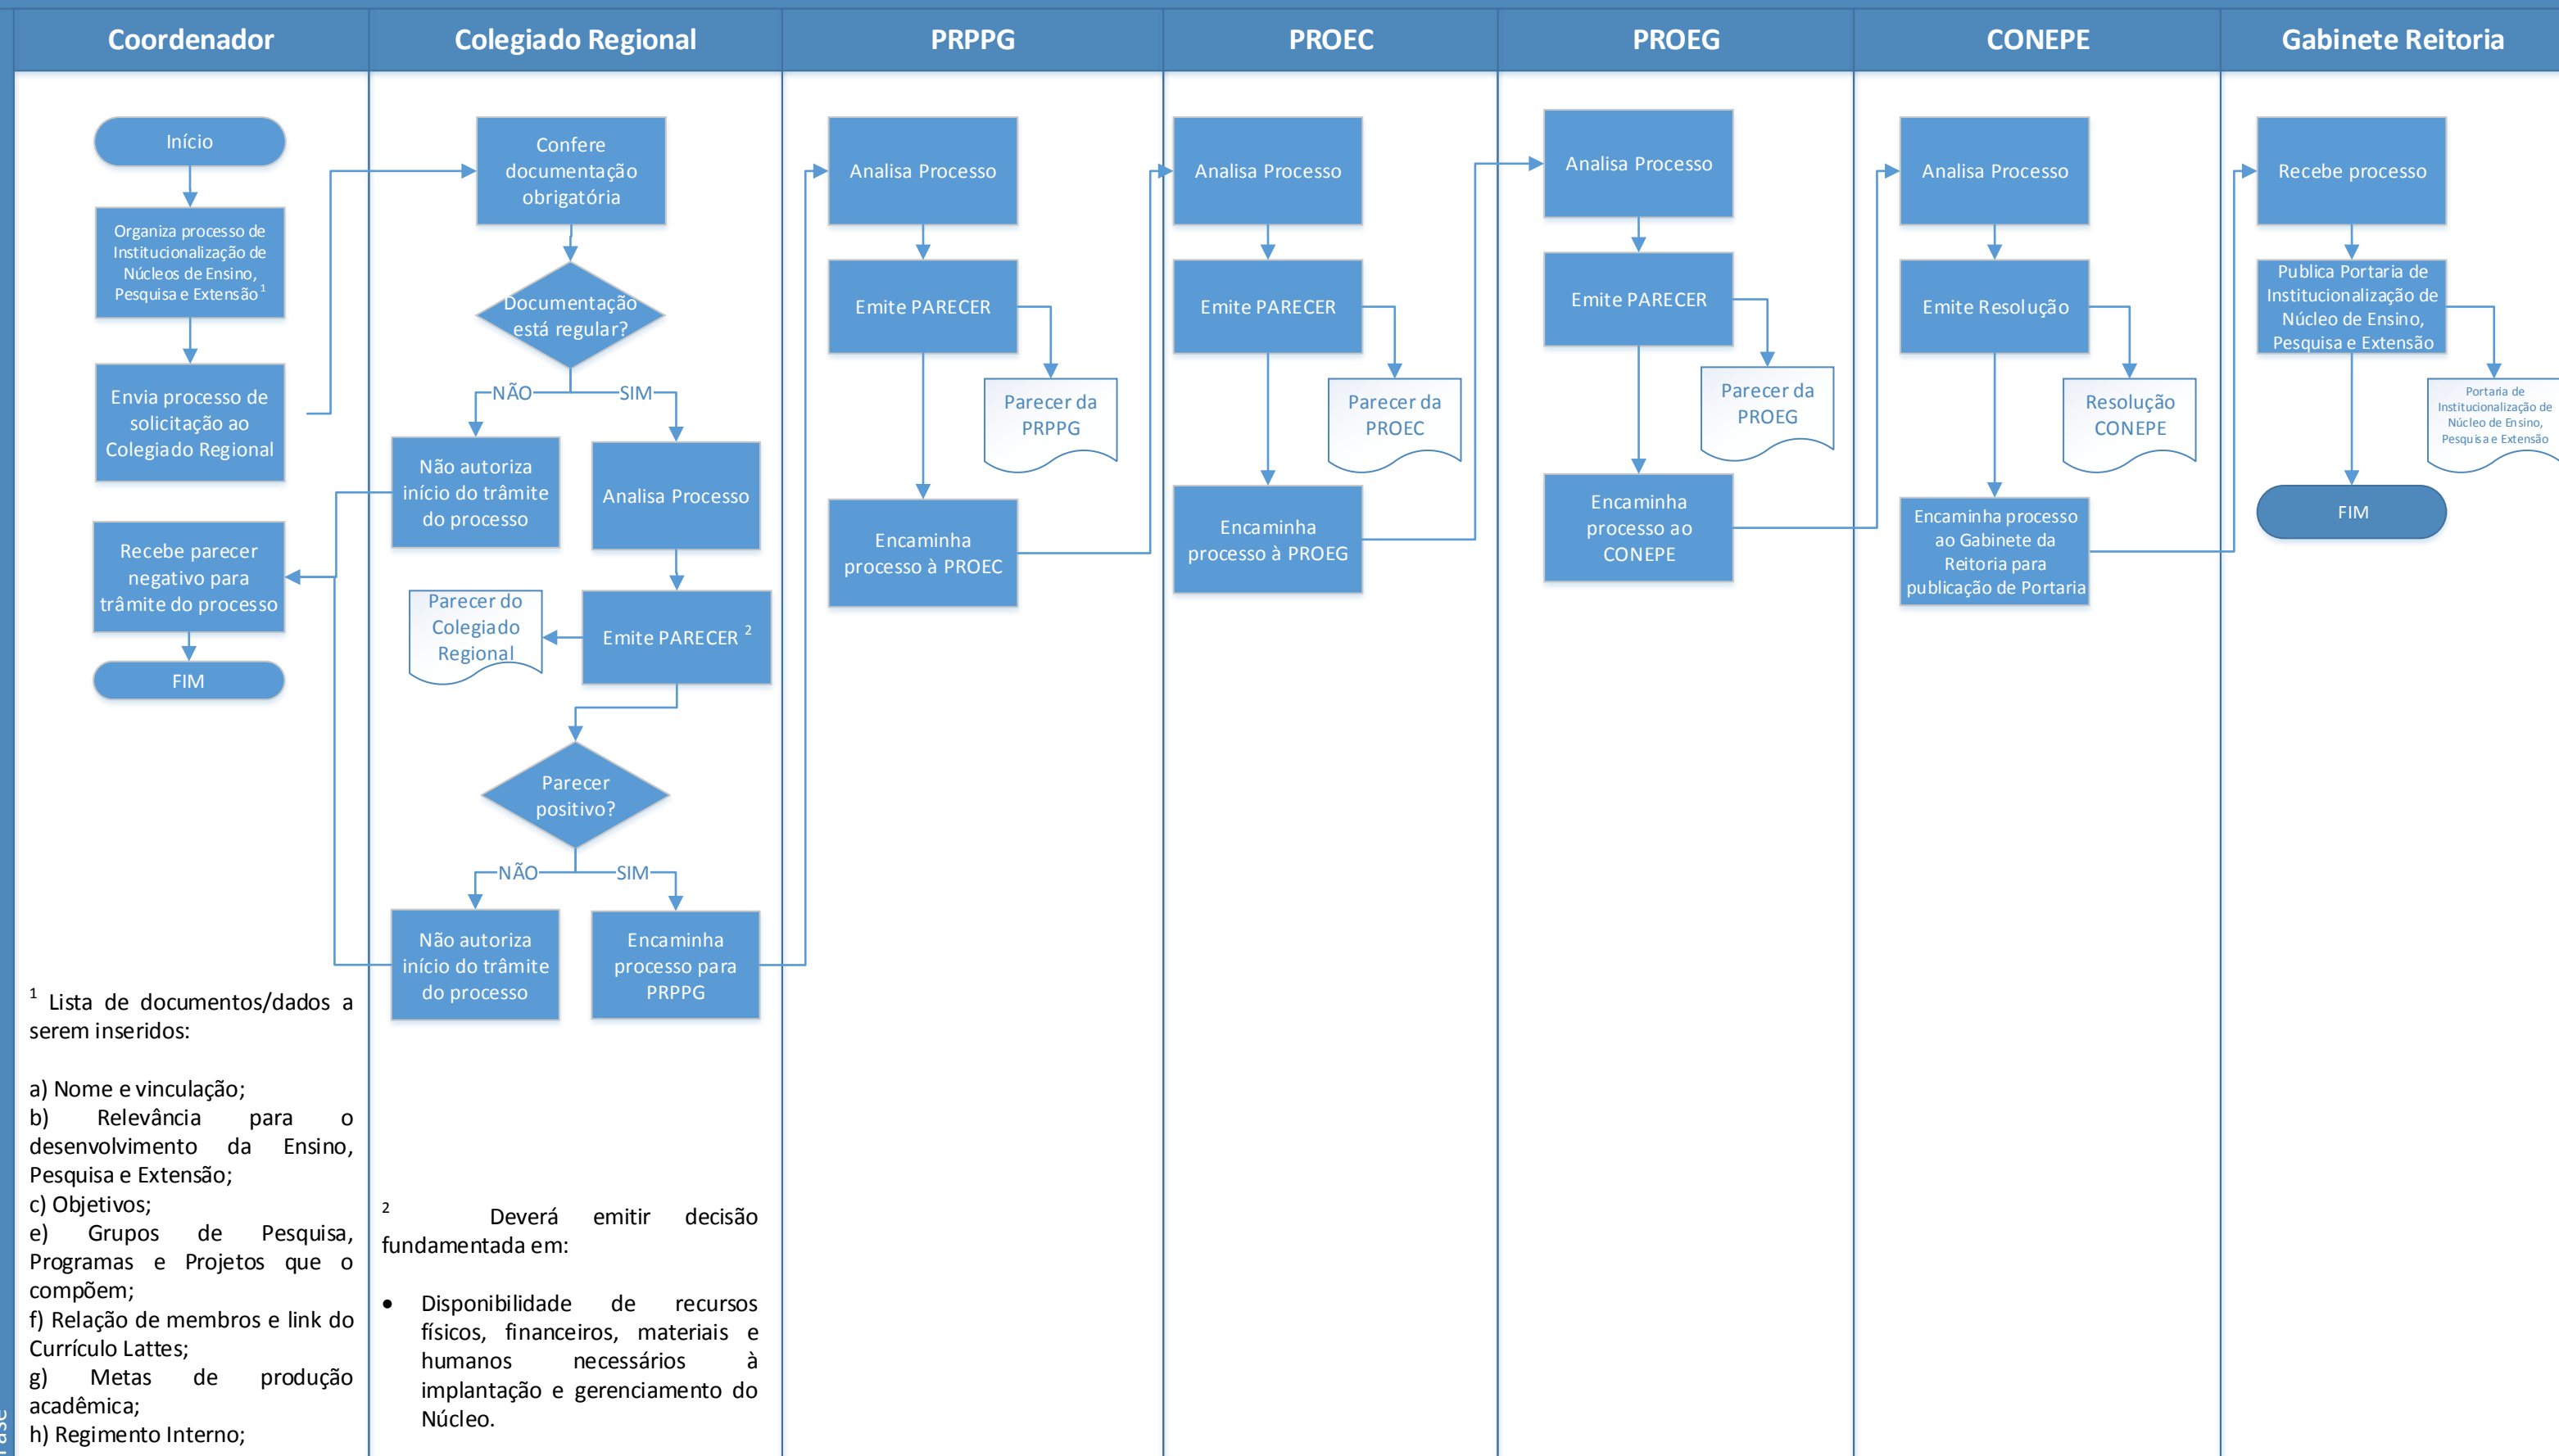 Coordenador
Colegiado Regional
PRPPG
PROEC
PROEG
CONEPE
Gabinete Reitoria
Início
Organiza processo de
Institucionalização de
Núcleos de Ensino,
Pesquisa e Extensão 1
Envia processo de
solicitação ao
Colegiado Regional
Recebe parecer
negativo para
trâmite do processo
FIM
1 Lista de documentos/dados a
serem inseridos:
a) Nome e vinculação;
b) Relevância para o
desenvolvimento da Ensino,
Pesquisa e Extensão;
c) Objetivos;
e) Grupos de Pesquisa,
Programas e Projetos que o
compõem;
f) Relação de membros e link do
Currículo Lattes;
g) Metas de produção
acadêmica;
h) Regimento Interno;
Confere
documentação
obrigatória
Documentação
está regular?
NÃO
SIM
Não autoriza
início do trâmite
do processo
Analisa Processo
Emite PARECER 2
Parecer do
Colegiado
Regional
Parecer
positivo?
NÃO
SIM
Não autoriza
início do trâmite
do processo
Encaminha
processo para
PRPPG
2 Deverá emitir decisão
fundamentada em:
• Disponibilidade de recursos
físicos, financeiros, materiais e
humanos necessários à
implantação e gerenciamento do
Núcleo.
Analisa Processo
Emite PARECER
Parecer da
PRPPG
Encaminha
processo à PROEC
Analisa Processo
Emite PARECER
Parecer da
PROEC
Encaminha
processo à PROEG
Analisa Processo
Emite PARECER
Parecer da
PROEG
Encaminha
processo ao
CONEPE
Analisa Processo
Emite Resolução
Resolução
CONEPE
Encaminha processo
ao Gabinete da
Reitoria para
publicação de Portaria
Recebe processo
Publica Portaria de
Institucionalização de
Núcleo de Ensino,
Pesquisa e Extensão
Portaria de
Institucionalização de
Núcleo de Ensino,
Pesquisa e Extensão
FIM